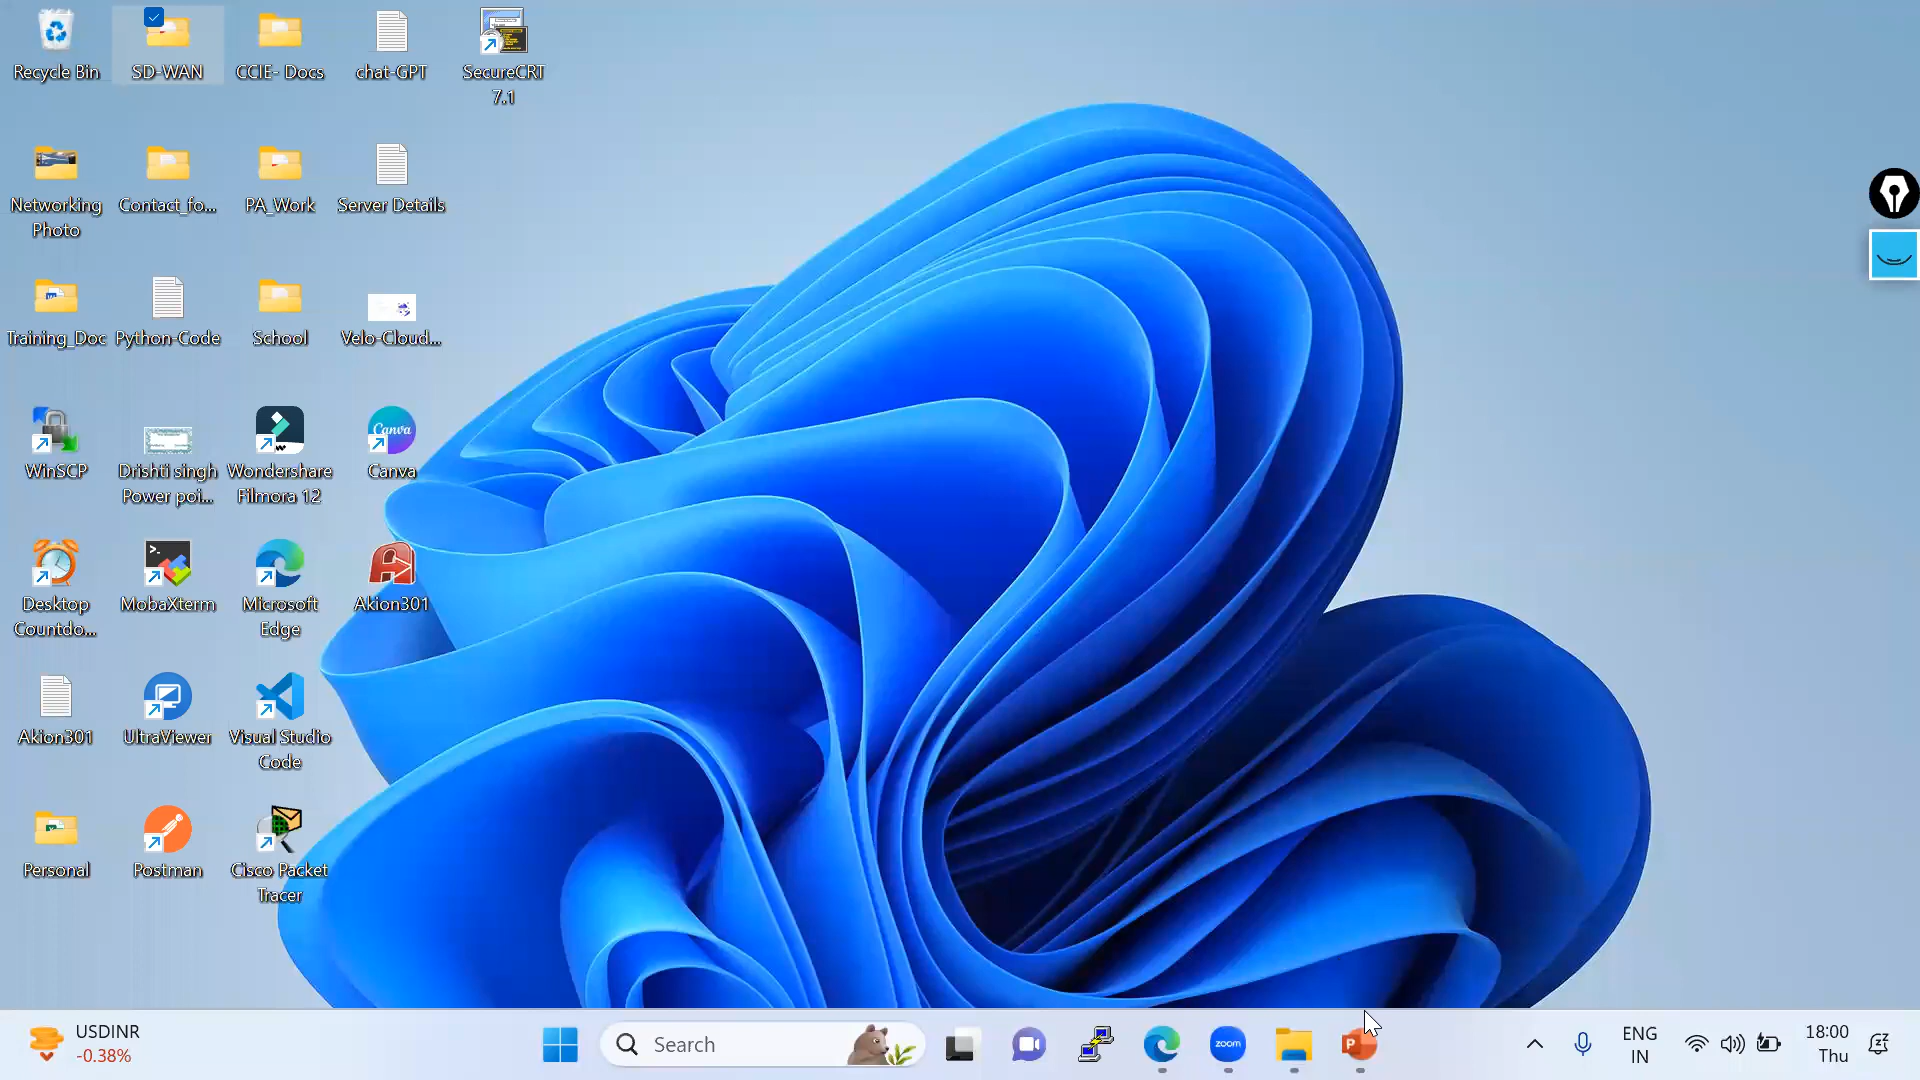 Recycle Bin
SD-WAN
CCIE- Docs
chat-GPT
SecureCRT
7.1
Networking
Photo
Contact_fo...
PA_Work
Server Details
Training_Doc
Python-Code
School
Velo-Cloud...
WinSCP
Drishti singh
Power poi...
Wondershare
Filmora 12
Canva
Canva
Desktop
Countdo...
MobaXterm
Microsoft
Edge
Akion301
Akion301
UltraViewer
Visual Studio
Code
Personal
Postman
Cisco Packet
Tracer
USDINR
-0.38%
Search
zoom
P
ENG
IN
18:00
Thu